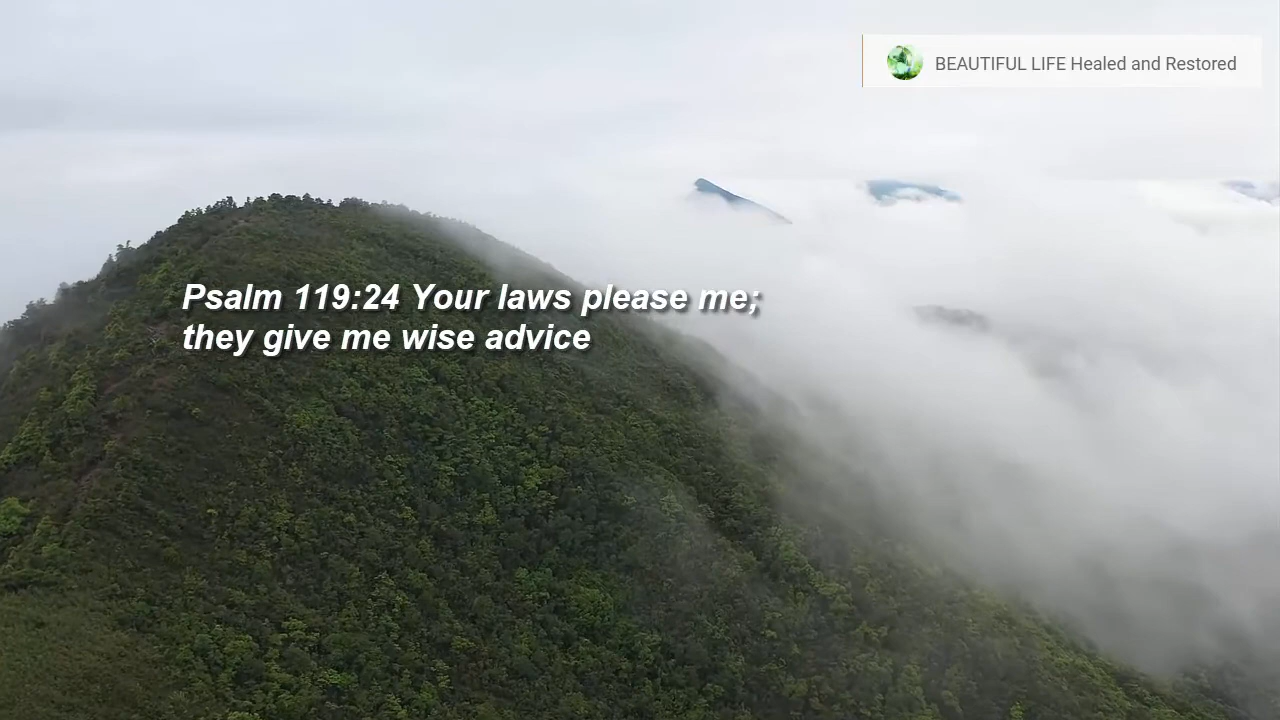 BEAUTIFUL LIFE Healed and Restored
Psalm 119:24 Your laws please me;
they give me wise advice